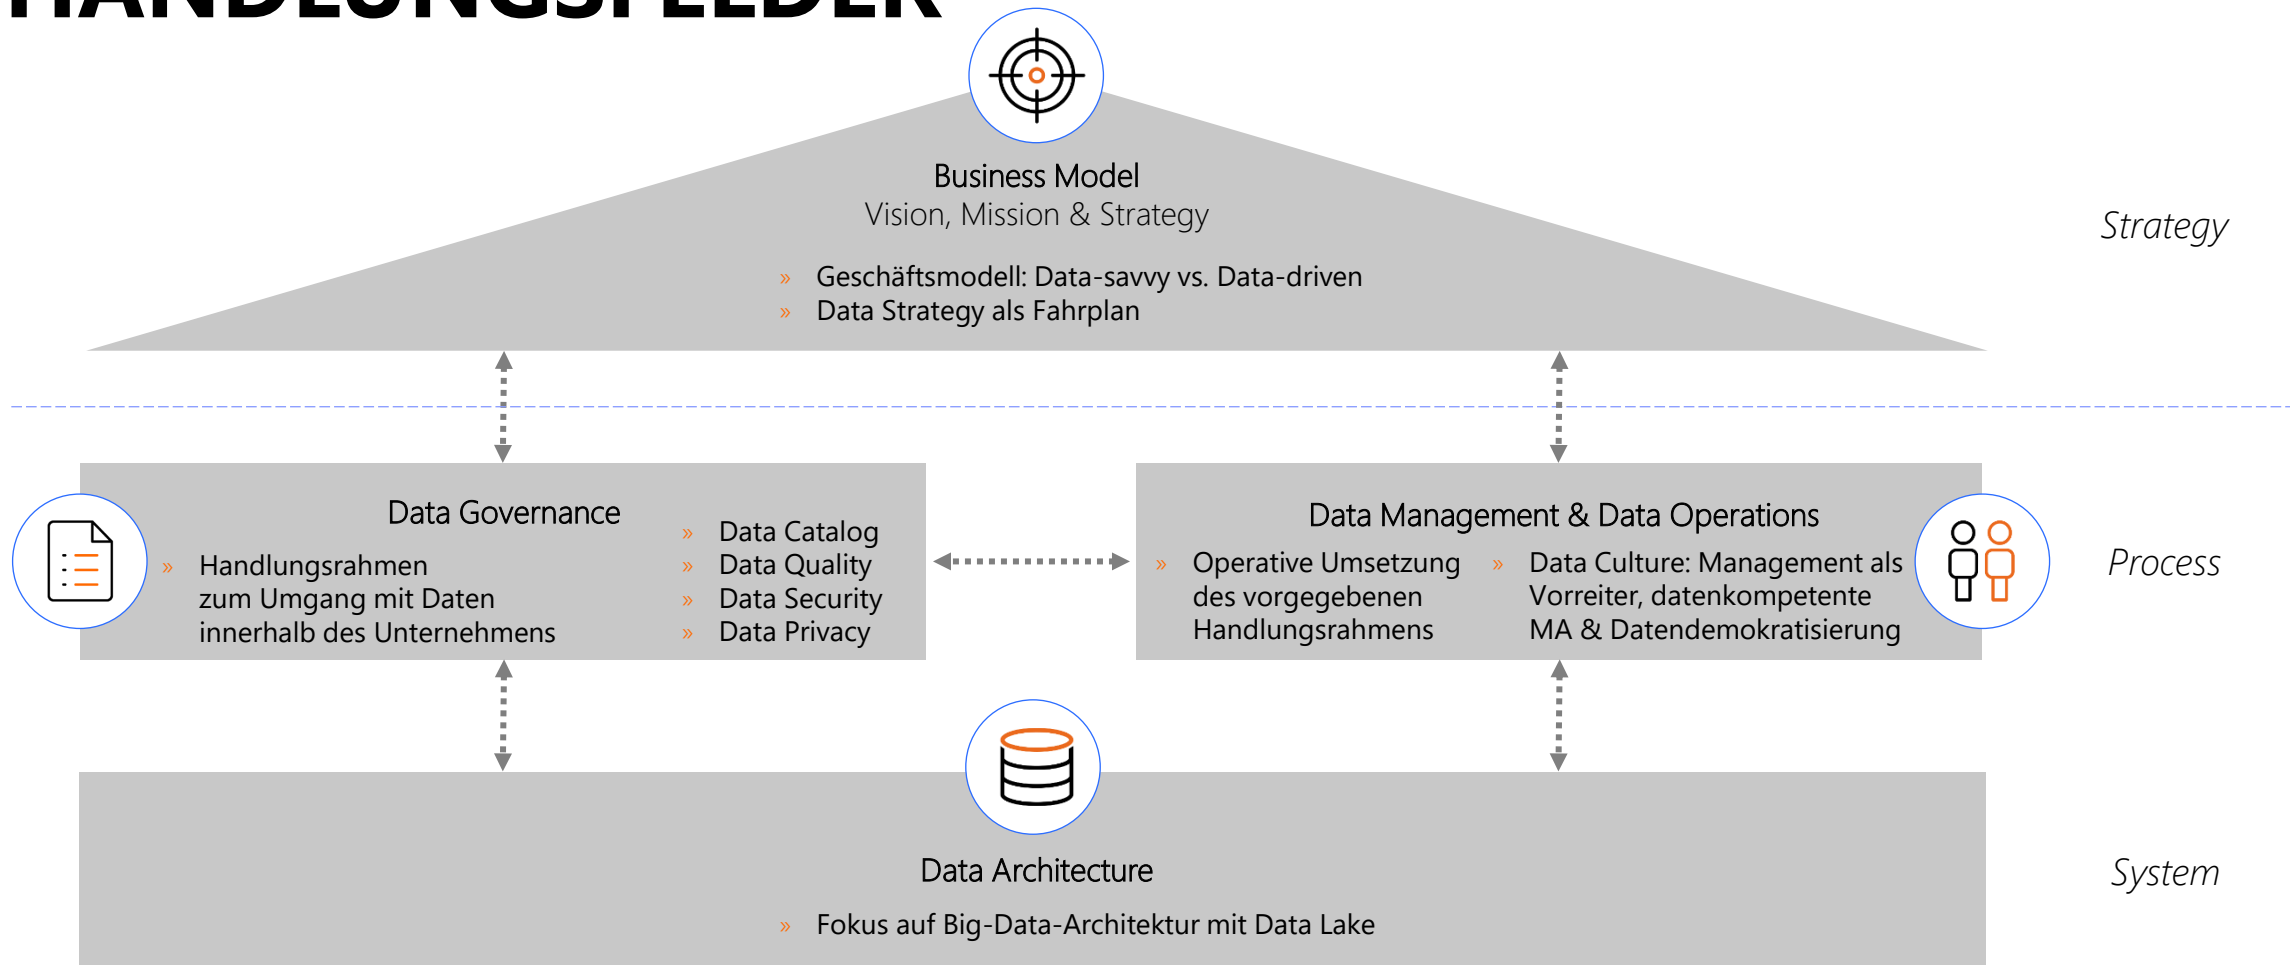 HANDLUNGSFELDER
Business Model
Vision, Mission & Strategy
» Geschäftsmodell: Data-savvy vs. Data-driven
» Data Strategy als Fahrplan
Strategy
Data Governance
» Handlungsrahmen
zum Umgang mit Daten
innerhalb des Unternehmens
» Data Catalog
» Data Quality
» Data Security
» Data Privacy
Data Management & Data Operations
» Operative Umsetzung
des vorgegebenen
Handlungsrahmens
» Data Culture: Management als
Vorreiter, datenkompetente
MA & Datendemokratisierung
Process
Data Architecture
» Fokus auf Big-Data-Architektur mit Data Lake
System